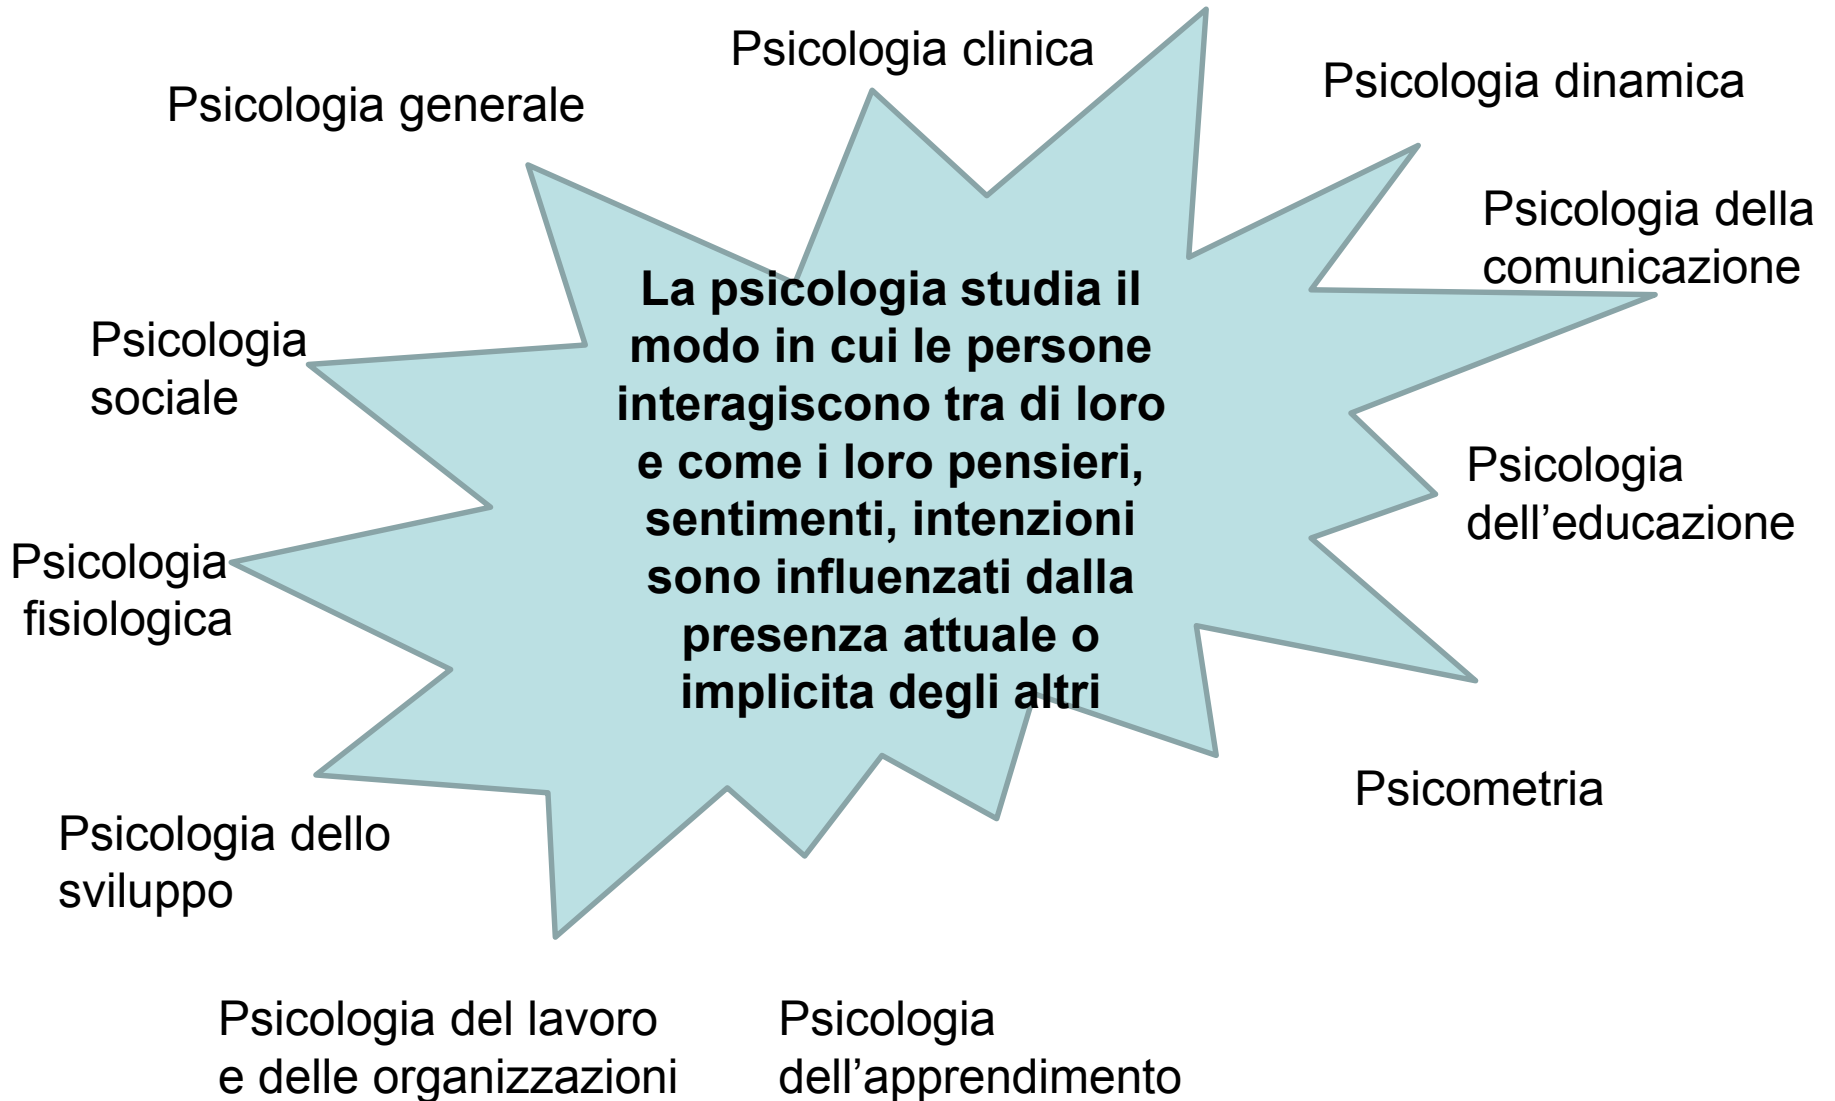 Psicologia clinica
Psicologia dinamica
Psicologia generale
Psicologia della
comunicazione
La psicologia studia il
modo in cui le persone
interagiscono tra di loro
e come i loro pensieri,
sentimenti, intenzioni
sono influenzati dalla
presenza attuale o
implicita degli altri
Psicologia
sociale
Psicologia
dell’educazione
Psicologia
fisiologica
Psicometria
Psicologia dello
sviluppo
Psicologia del lavoro
e delle organizzazioni
Psicologia
dell’apprendimento